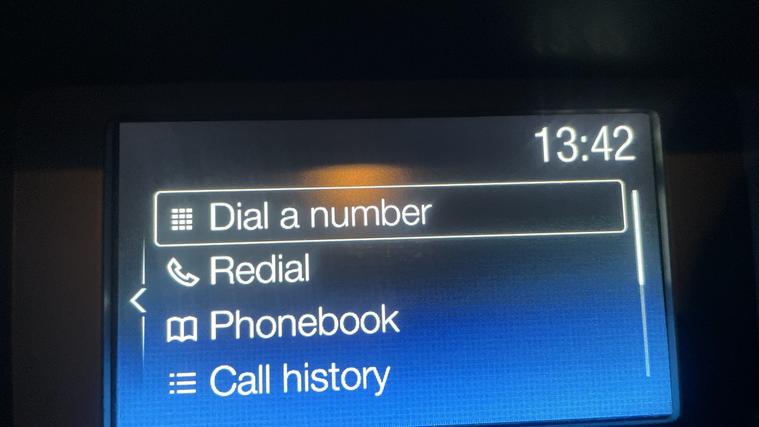 13:42
Dial a number
Redial
Phonebook
Call history